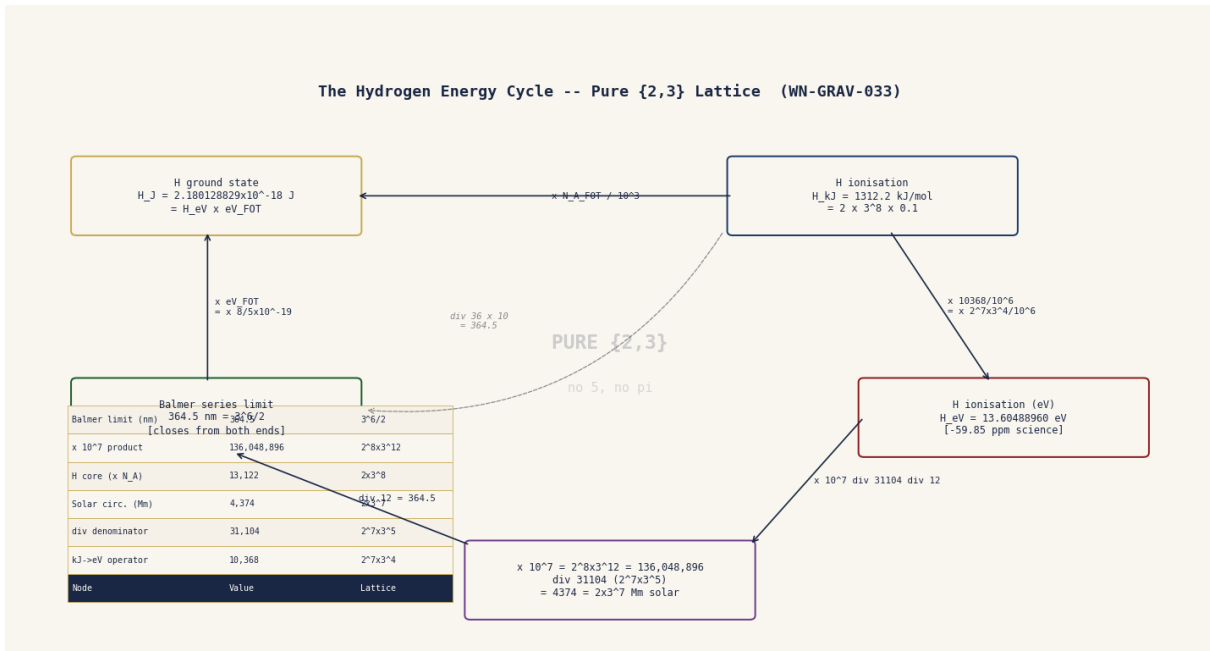 The Hydrogen Energy Cycle -- Pure {2,3} Lattice  (WN-GRAV-033)
H ground state
H_J = 2.180128829x10^-18 J
= H_eV x eV_FOT
x N_A_FOT / 10^3
H ionisation
H_kJ = 1312.2 kJ/mol
= 2 x 3^8 x 0.1
x eV_FOT
= x 8/5x10^-19
div 36 x 10
= 364.5
x 10368/10^6
= x 2^7x3^4/10^6
PURE {2,3}
no 5, no pi
Balmer series limit
364.5 nm = 3^6/2
[closes from both ends]
H ionisation (eV)
H_eV = 13.60488960 eV
[-59.85 ppm science]
Balmer limit (nm) 364.5 3^6/2
x 10^7 product 136,048,896 2^8x3^12
H core (x N_A) 13,122 2x3^8
Solar circ. (Mm) 4,374 2x3^7
div denominator 31,104 2^7x3^5
kJ->eV operator 10,368 2^7x3^4
Node Value Lattice
div 12 = 364.5
x 10^7 div 31104 div 12
x 10^7 = 2^8x3^12 = 136,048,896
div 31104 (2^7x3^5)
= 4374 = 2x3^7 Mm solar